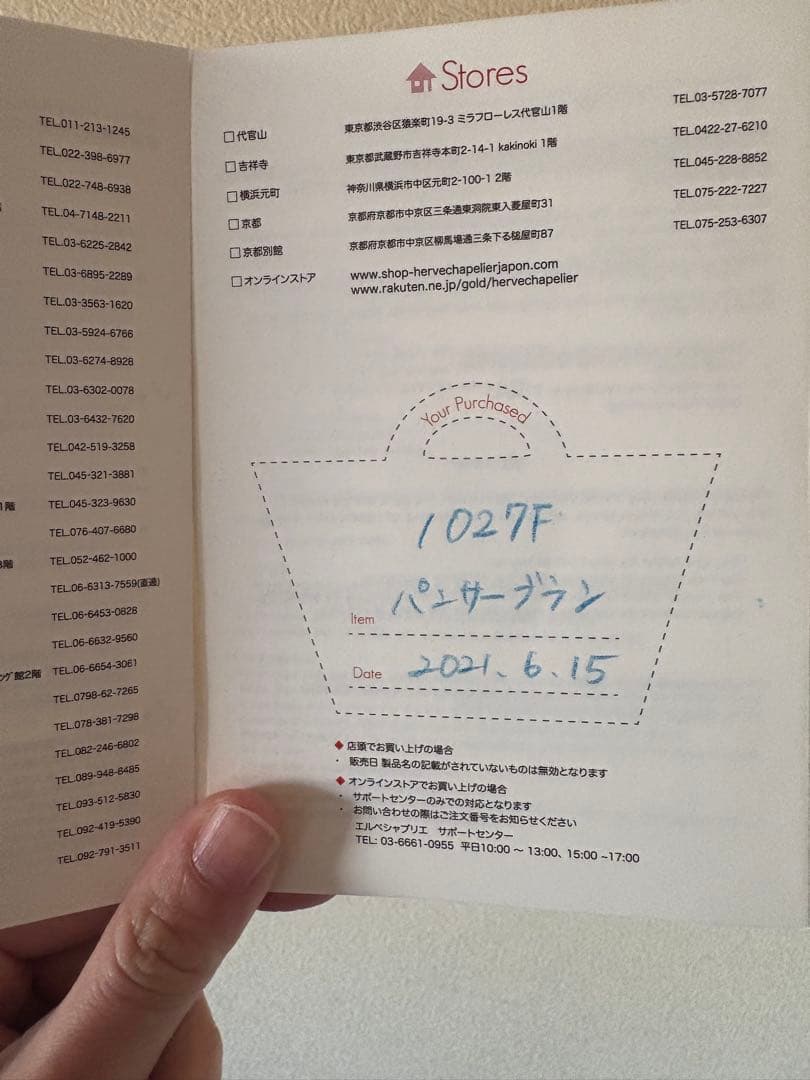 TEL.011-213-1245
TEL.022-398-6977
TEL.022-748-6938
TEL.04-7148-2211
TEL.03-6225-2842
TEL.03-6895-2289
TEL.03-3563-1620
TEL.03-5924-6766
TEL.03-6274-8928
TEL.03-6302-0078
TEL.03-6432-7620
TEL.042-519-3258
TEL.045-321-3881
1階 TEL.045-323-9630
TEL.076-407-6680
3階 TEL.052-462-1000
TEL.06-6313-7559(直通)
TEL.06-6453-0828
TEL.06-6632-9560
ング館2階 TEL.06-6654-3061
TEL.0798-62-7265
TEL.078-381-7298
TEL.082-246-6802
TEL.089-948-8485
TEL.093-512-5830
TEL.092-419-5390
TEL.092-791-3511
Stores
□代官山 東京都渋谷区猿楽町19-3 ミラフローレス代官山1階 TEL.03-5728-7077
□吉祥寺 東京都武蔵野市吉祥寺本町2-14-1 kakinoki 1階 TEL.0422-27-6210
□横浜元町 神奈川県横浜市中区元町2-100-1 2階 TEL.045-228-8852
□京都 京都府京都市中京区三条通東洞院東入菱屋町31 TEL.075-222-7227
□京都別館 京都府京都市中京区柳馬場通三条下る槌屋町87 TEL.075-253-6307
□オンラインストア www.shop-hervechapelierjapon.com
www.rakuten.ne.jp/gold/hervechapelier
Your Purchased
1027F
Item パンサーブラン
Date 2021.6.15
◆ 店頭でお買い上げの場合
・ 販売日 製品名の記載がされていないものは無効となります
◆ オンラインストアでお買い上げの場合
・ サポートセンターのみでの対応となります
・ お問い合わせの際はご注文番号をお知らせください
エルベシャプリエ サポートセンター
TEL: 03-6661-0955 平日10:00 ~ 13:00、15:00 ~17:00